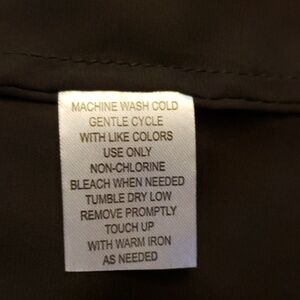 MACHINE WASH COLD
GENTLE CYCLE
WITH LIKE COLORS
USE ONLY
NON-CHLORINE
BLEACH WHEN NEEDED
TUMBLE DRY LOW
REMOVE PROMPTLY
TOUCH UP
WITH WARM IRON
AS NEEDED